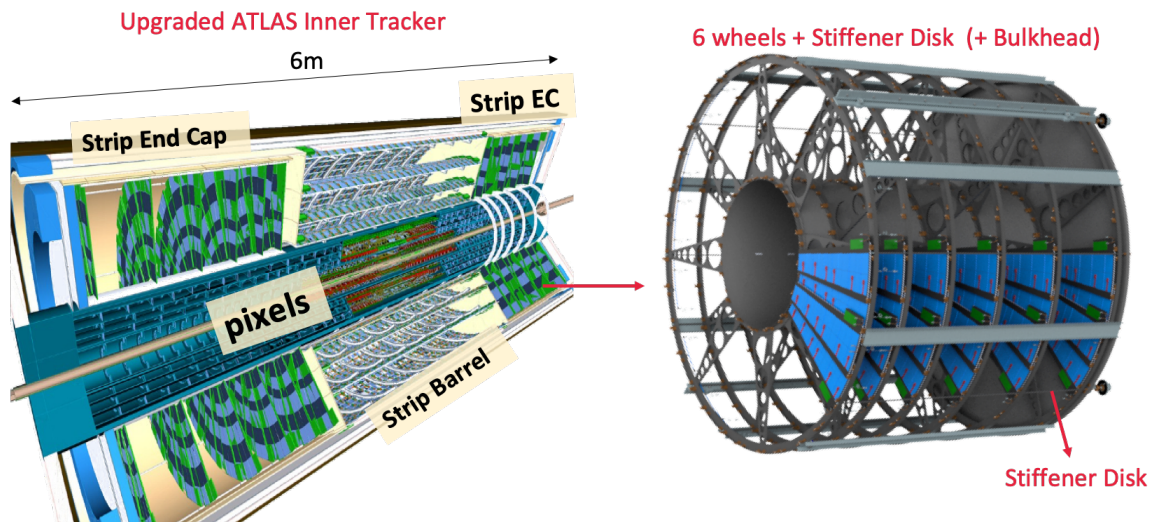 Upgraded ATLAS Inner Tracker
6m
Strip EC
Strip End Cap
pixels
Strip Barrel
6 wheels + Stiffener Disk (+ Bulkhead)
Stiffener Disk